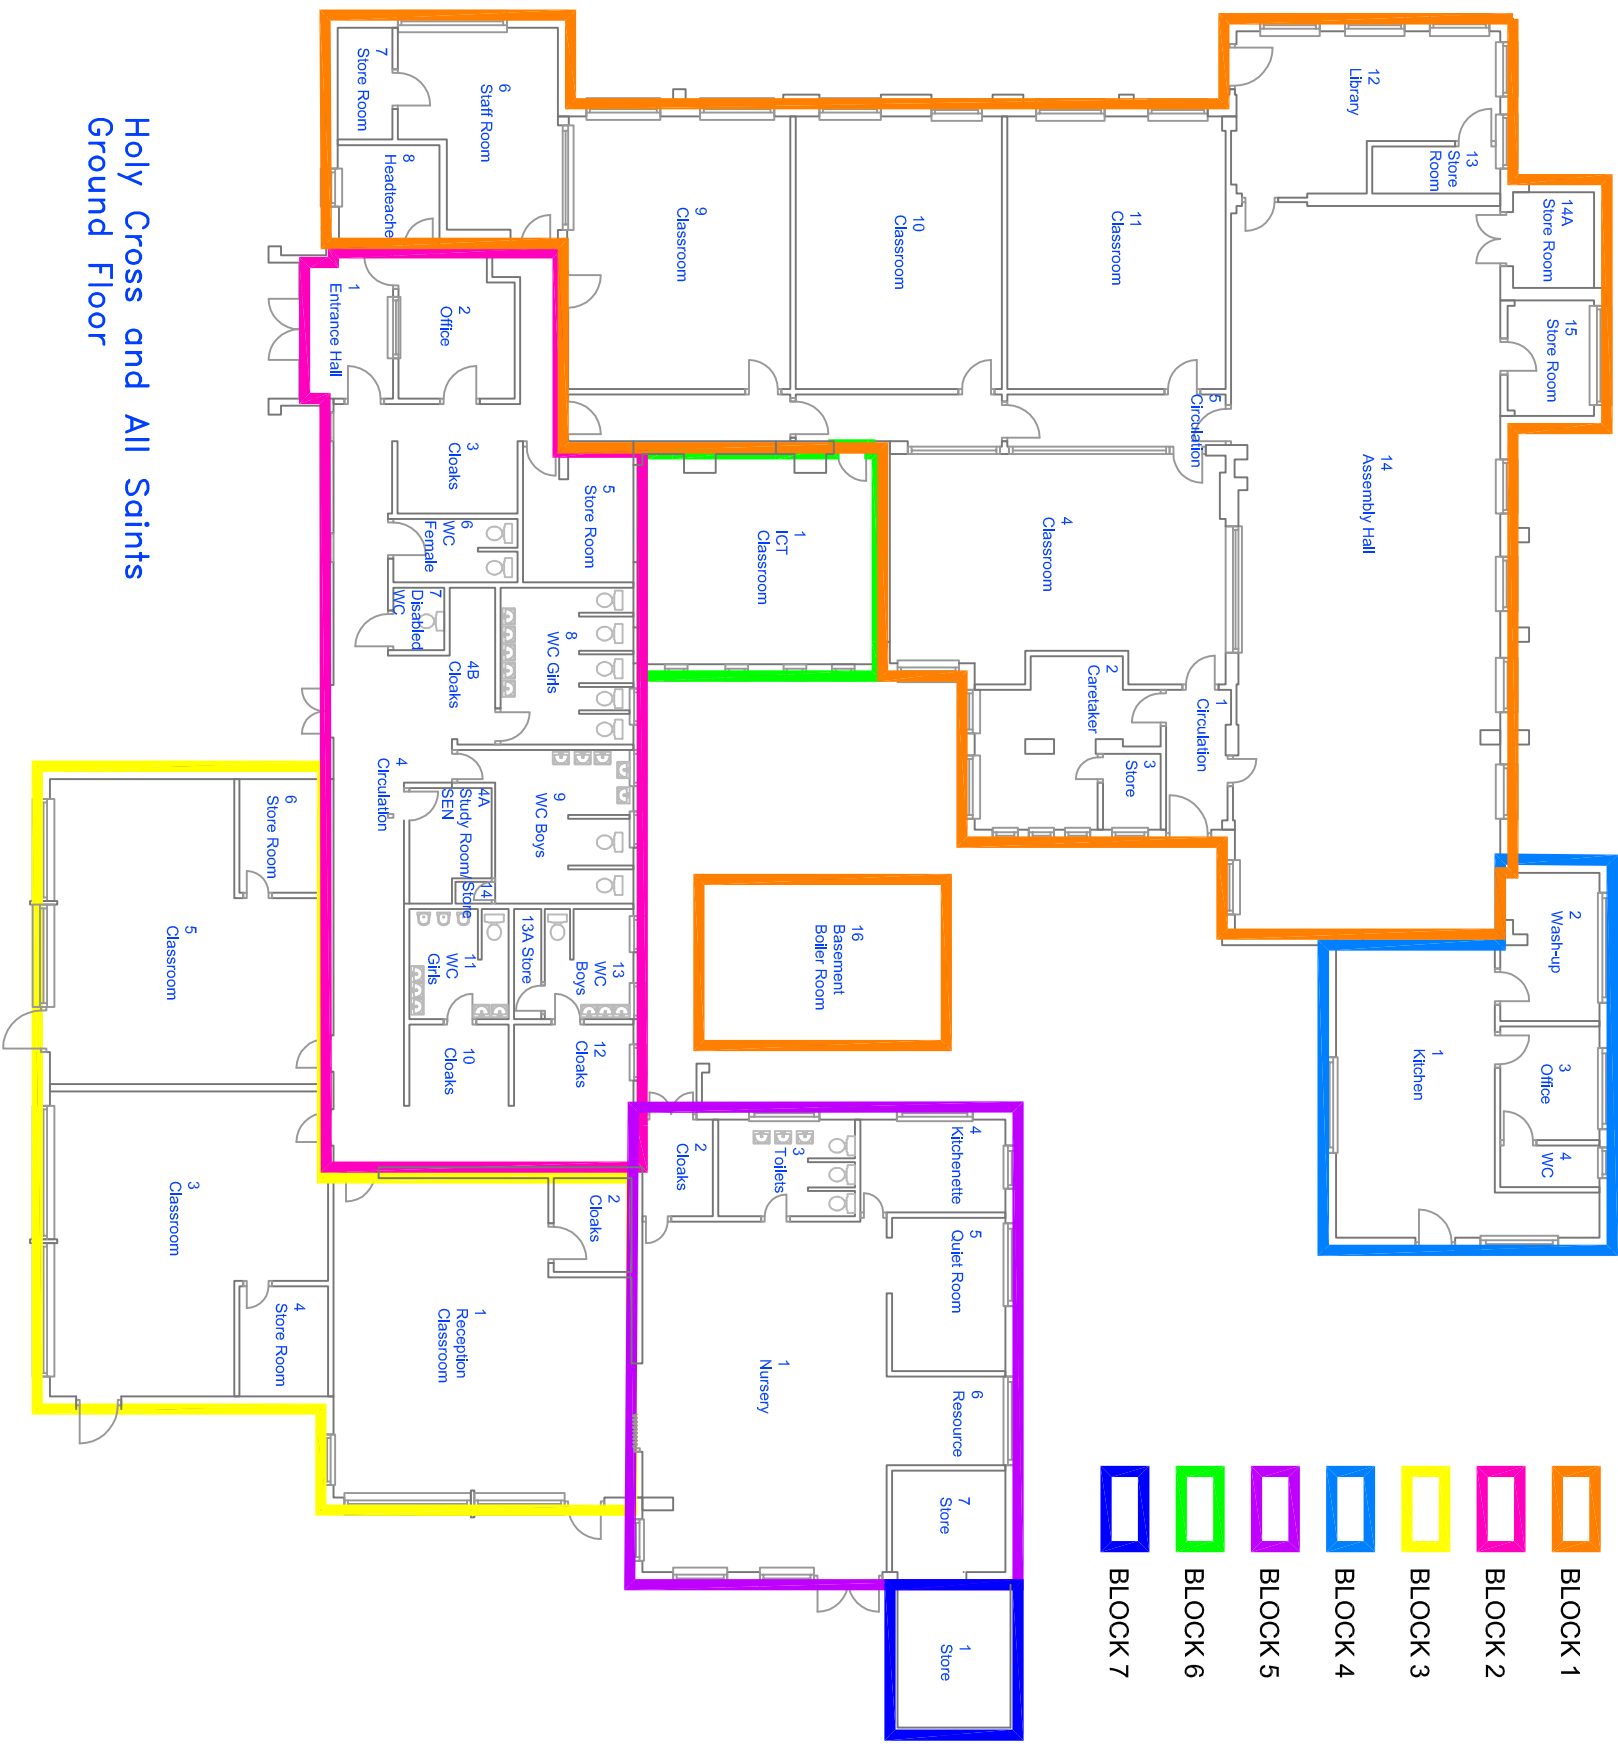 Holy Cross and All Saints
Ground Floor
7
Store Room
6
Staff Room
8
Headteache
9
Classroom
10
Classroom
11
Classroom
12
Library
13
Store
Room
14A
Store Room
15
Store Room
14
Assembly Hall
5
Circulation
4
Classroom
2
Caretaker
3
Store
1
Circulation
16
Basement
Boiler Room
1
ICT
Classroom
1
Entrance Hall
2
Office
3
Cloaks
5
Store Room
6
WC
Female
7
Disabled
WC
4B
Cloaks
8
WC Girls
4
Circulation
4A
Study Room/
SEN
14
Store
9
WC Boys
11
WC
Girls
13A Store
13
WC
Boys
10
Cloaks
12
Cloaks
6
Store Room
5
Classroom
3
Classroom
4
Store Room
1
Reception
Classroom
2
Cloaks
2
Cloaks
3
Toilets
4
Kitchenette
5
Quiet Room
1
Nursery
6
Resource
7
Store
1
Store
2
Wash-up
3
Office
4
WC
1
Kitchen
BLOCK 1
BLOCK 2
BLOCK 3
BLOCK 4
BLOCK 5
BLOCK 6
BLOCK 7